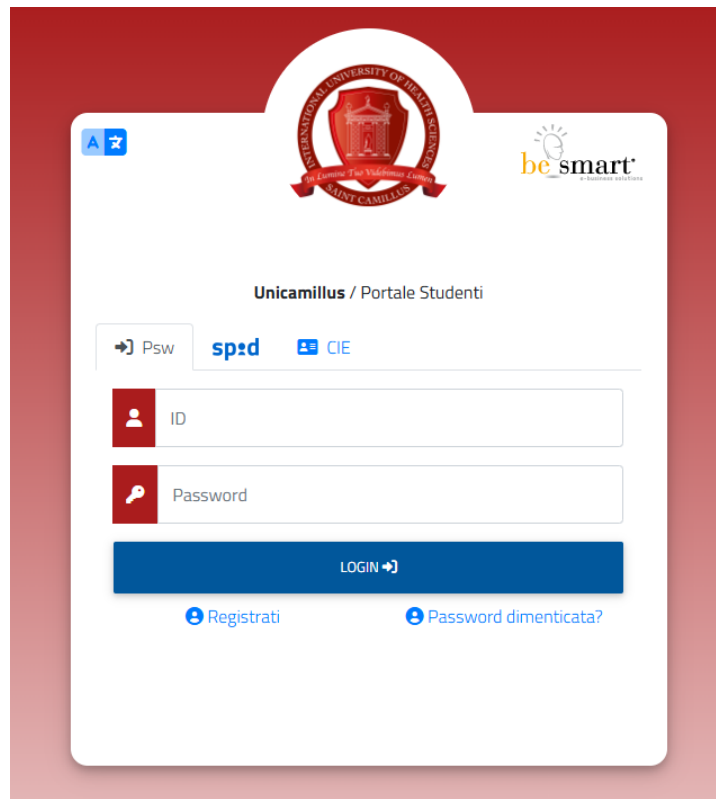 INTERNATIONAL UNIVERSITY OF HEALTH SCIENCES
In Lumine Tuo Videbimus Lumen
SAINT CAMILLUS
be smart
e-business solutions
Unicamillus / Portale Studenti
Psw
spid
CIE
ID
Password
LOGIN
Registrati
Password dimenticata?